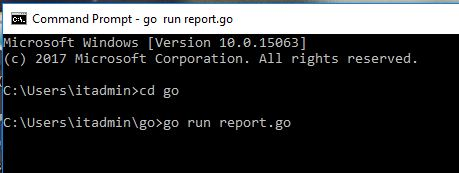 Command Prompt - go  run report.go
Microsoft Windows [Version 10.0.15063]
(c) 2017 Microsoft Corporation. All rights reserved.
C:\Users\itadmin>cd go
C:\Users\itadmin\go>go run report.go